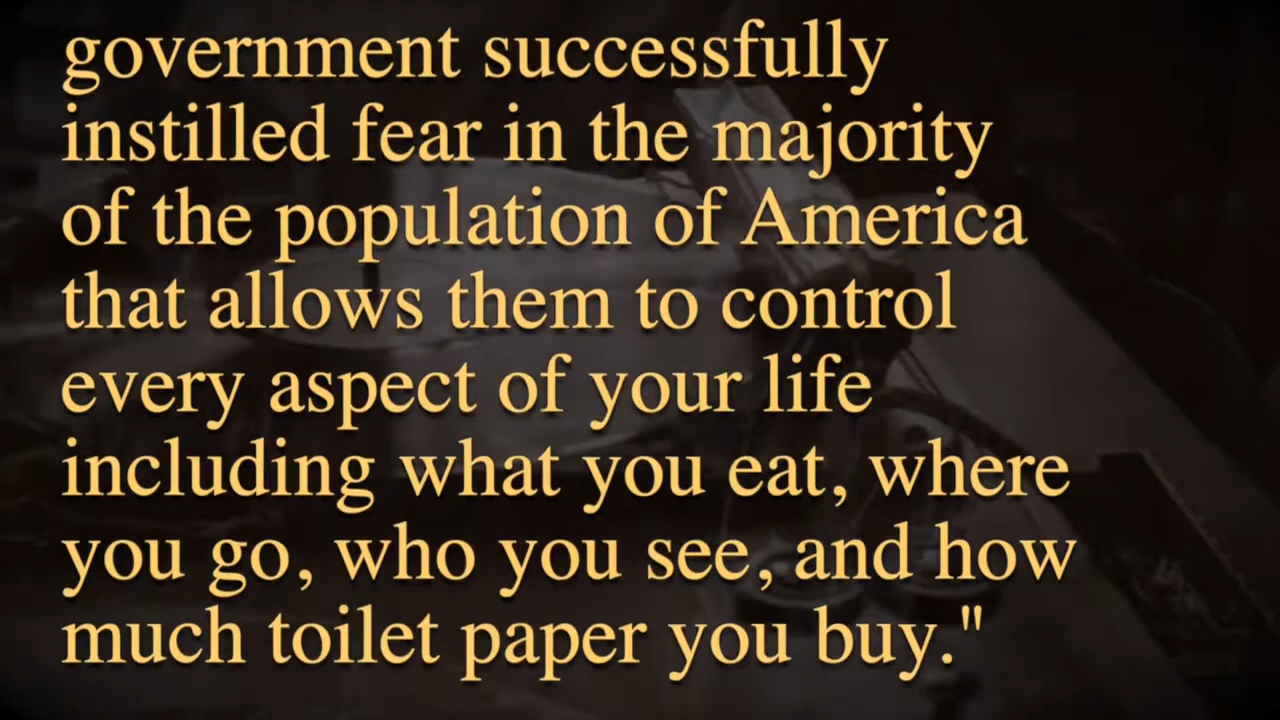 government successfully
instilled fear in the majority
of the population of America
that allows them to control
every aspect of your life
including what you eat, where
you go, who you see, and how
much toilet paper you buy."